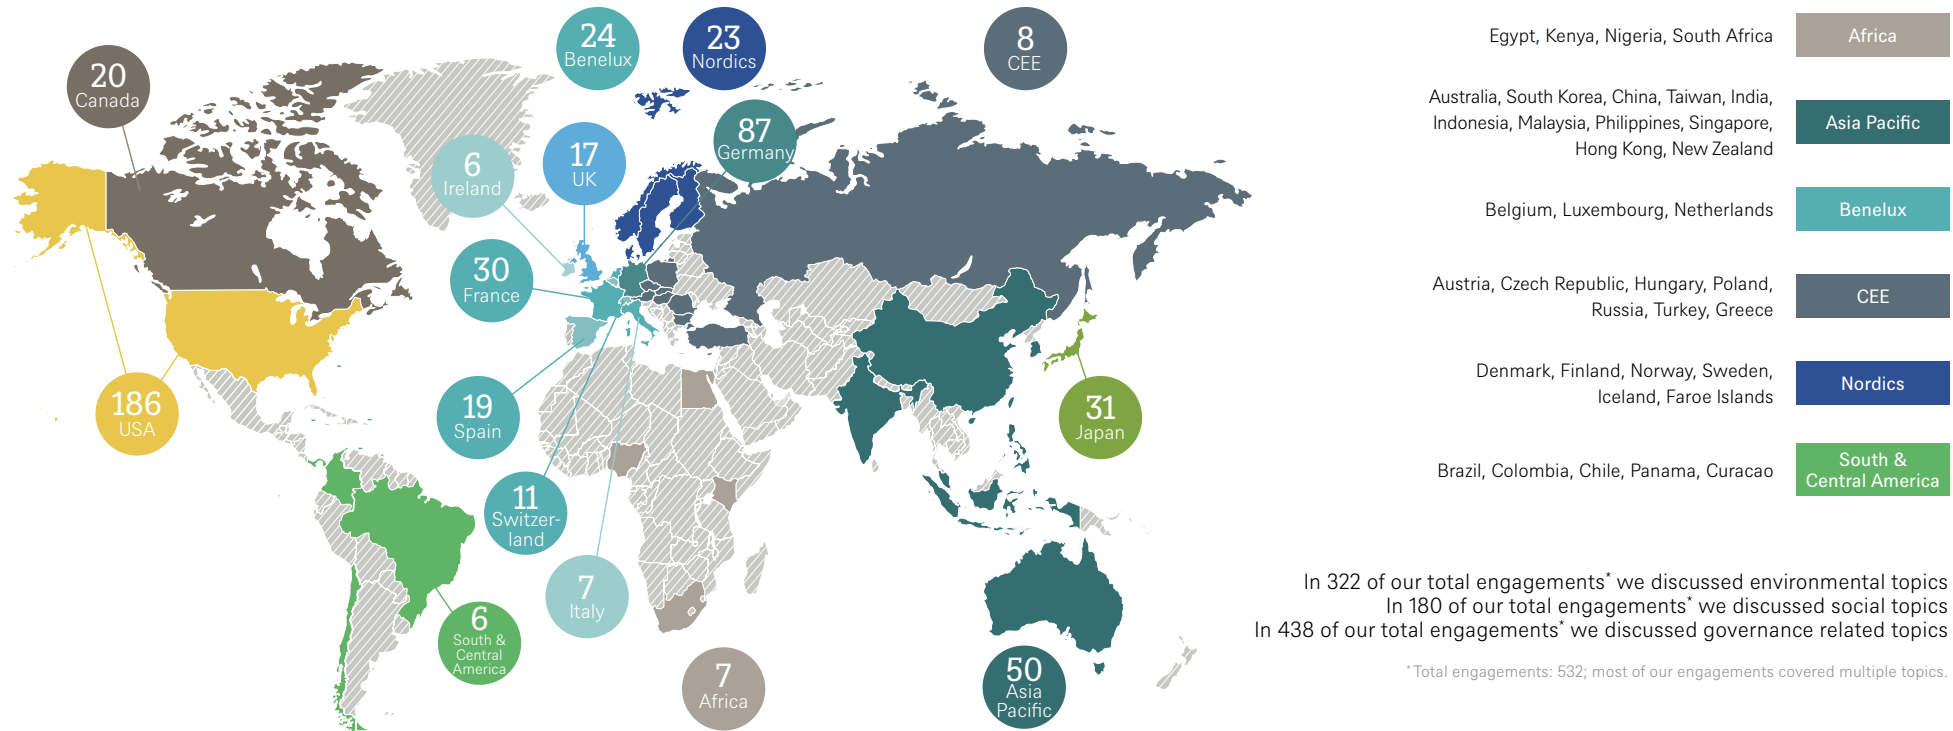 20
Canada
186
USA
6
South &
Central
America
24
Benelux
23
Nordics
8
CEE
6
Ireland
17
UK
87
Germany
30
France
19
Spain
11
Switzer-
land
7
Italy
7
Africa
31
Japan
50
Asia
Pacific
Egypt, Kenya, Nigeria, South Africa
Africa
Australia, South Korea, China, Taiwan, India,
Indonesia, Malaysia, Philippines, Singapore,
Hong Kong, New Zealand
Asia Pacific
Belgium, Luxembourg, Netherlands
Benelux
Austria, Czech Republic, Hungary, Poland,
Russia, Turkey, Greece
CEE
Denmark, Finland, Norway, Sweden,
Iceland, Faroe Islands
Nordics
Brazil, Colombia, Chile, Panama, Curacao
South &
Central America
In 322 of our total engagements* we discussed environmental topics
In 180 of our total engagements* we discussed social topics
In 438 of our total engagements* we discussed governance related topics
*Total engagements: 532; most of our engagements covered multiple topics.